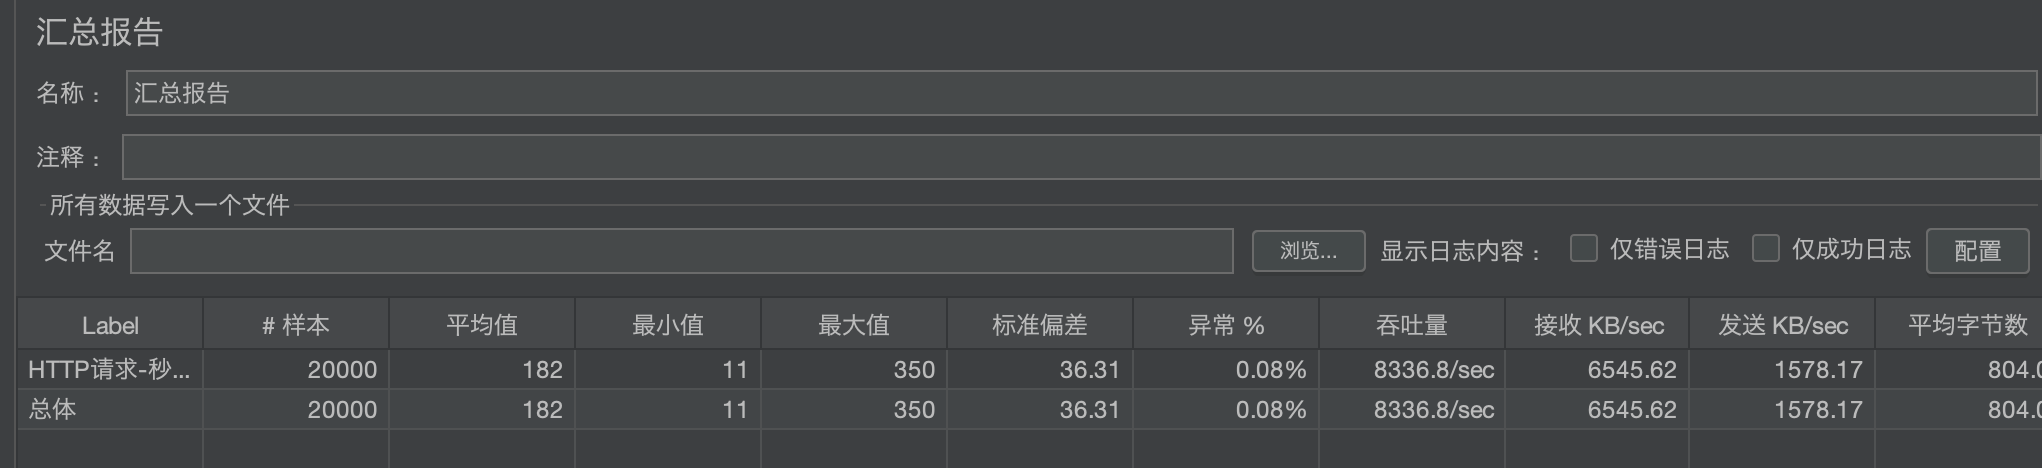 汇总报告
名称： 汇总报告
注释：
所有数据写入一个文件
文件名 浏览... 显示日志内容： 仅错误日志 仅成功日志 配置
Label # 样本 平均值 最小值 最大值 标准偏差 异常 % 吞吐量 接收 KB/sec 发送 KB/sec 平均字节数
HTTP请求-秒... 20000 182 11 350 36.31 0.08% 8336.8/sec 6545.62 1578.17 804.0
总体 20000 182 11 350 36.31 0.08% 8336.8/sec 6545.62 1578.17 804.0